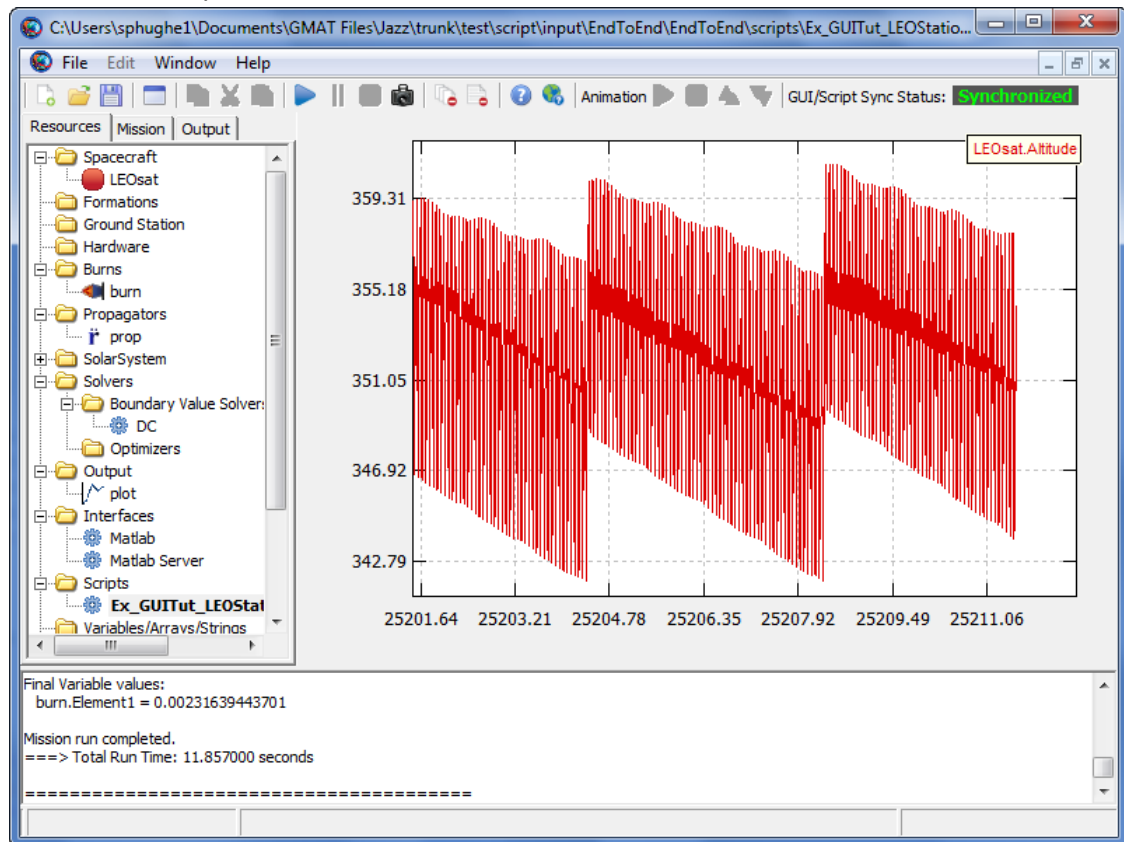 C:\Users\sphughe1\Documents\GMAT Files\Jazz\trunk\test\script\input\EndToEnd\EndToEnd\scripts\Ex_GUITut_LEOStatio...
File Edit Window Help
Animation GUI/Script Sync Status: Synchronized
Resources Mission Output
Spacecraft
LEOsat
Formations
Ground Station
Hardware
Burns
burn
Propagators
prop
SolarSystem
Solvers
Boundary Value Solver
DC
Optimizers
Output
plot
Interfaces
Matlab
Matlab Server
Scripts
Ex_GUITut_LEOStat
Variables/Arrays/Strings
LEOsat.Altitude
359.31
355.18
351.05
346.92
342.79
25201.64 25203.21 25204.78 25206.35 25207.92 25209.49 25211.06
Final Variable values:
burn.Element1 = 0.00231639443701
Mission run completed.
===> Total Run Time: 11.857000 seconds
========================================